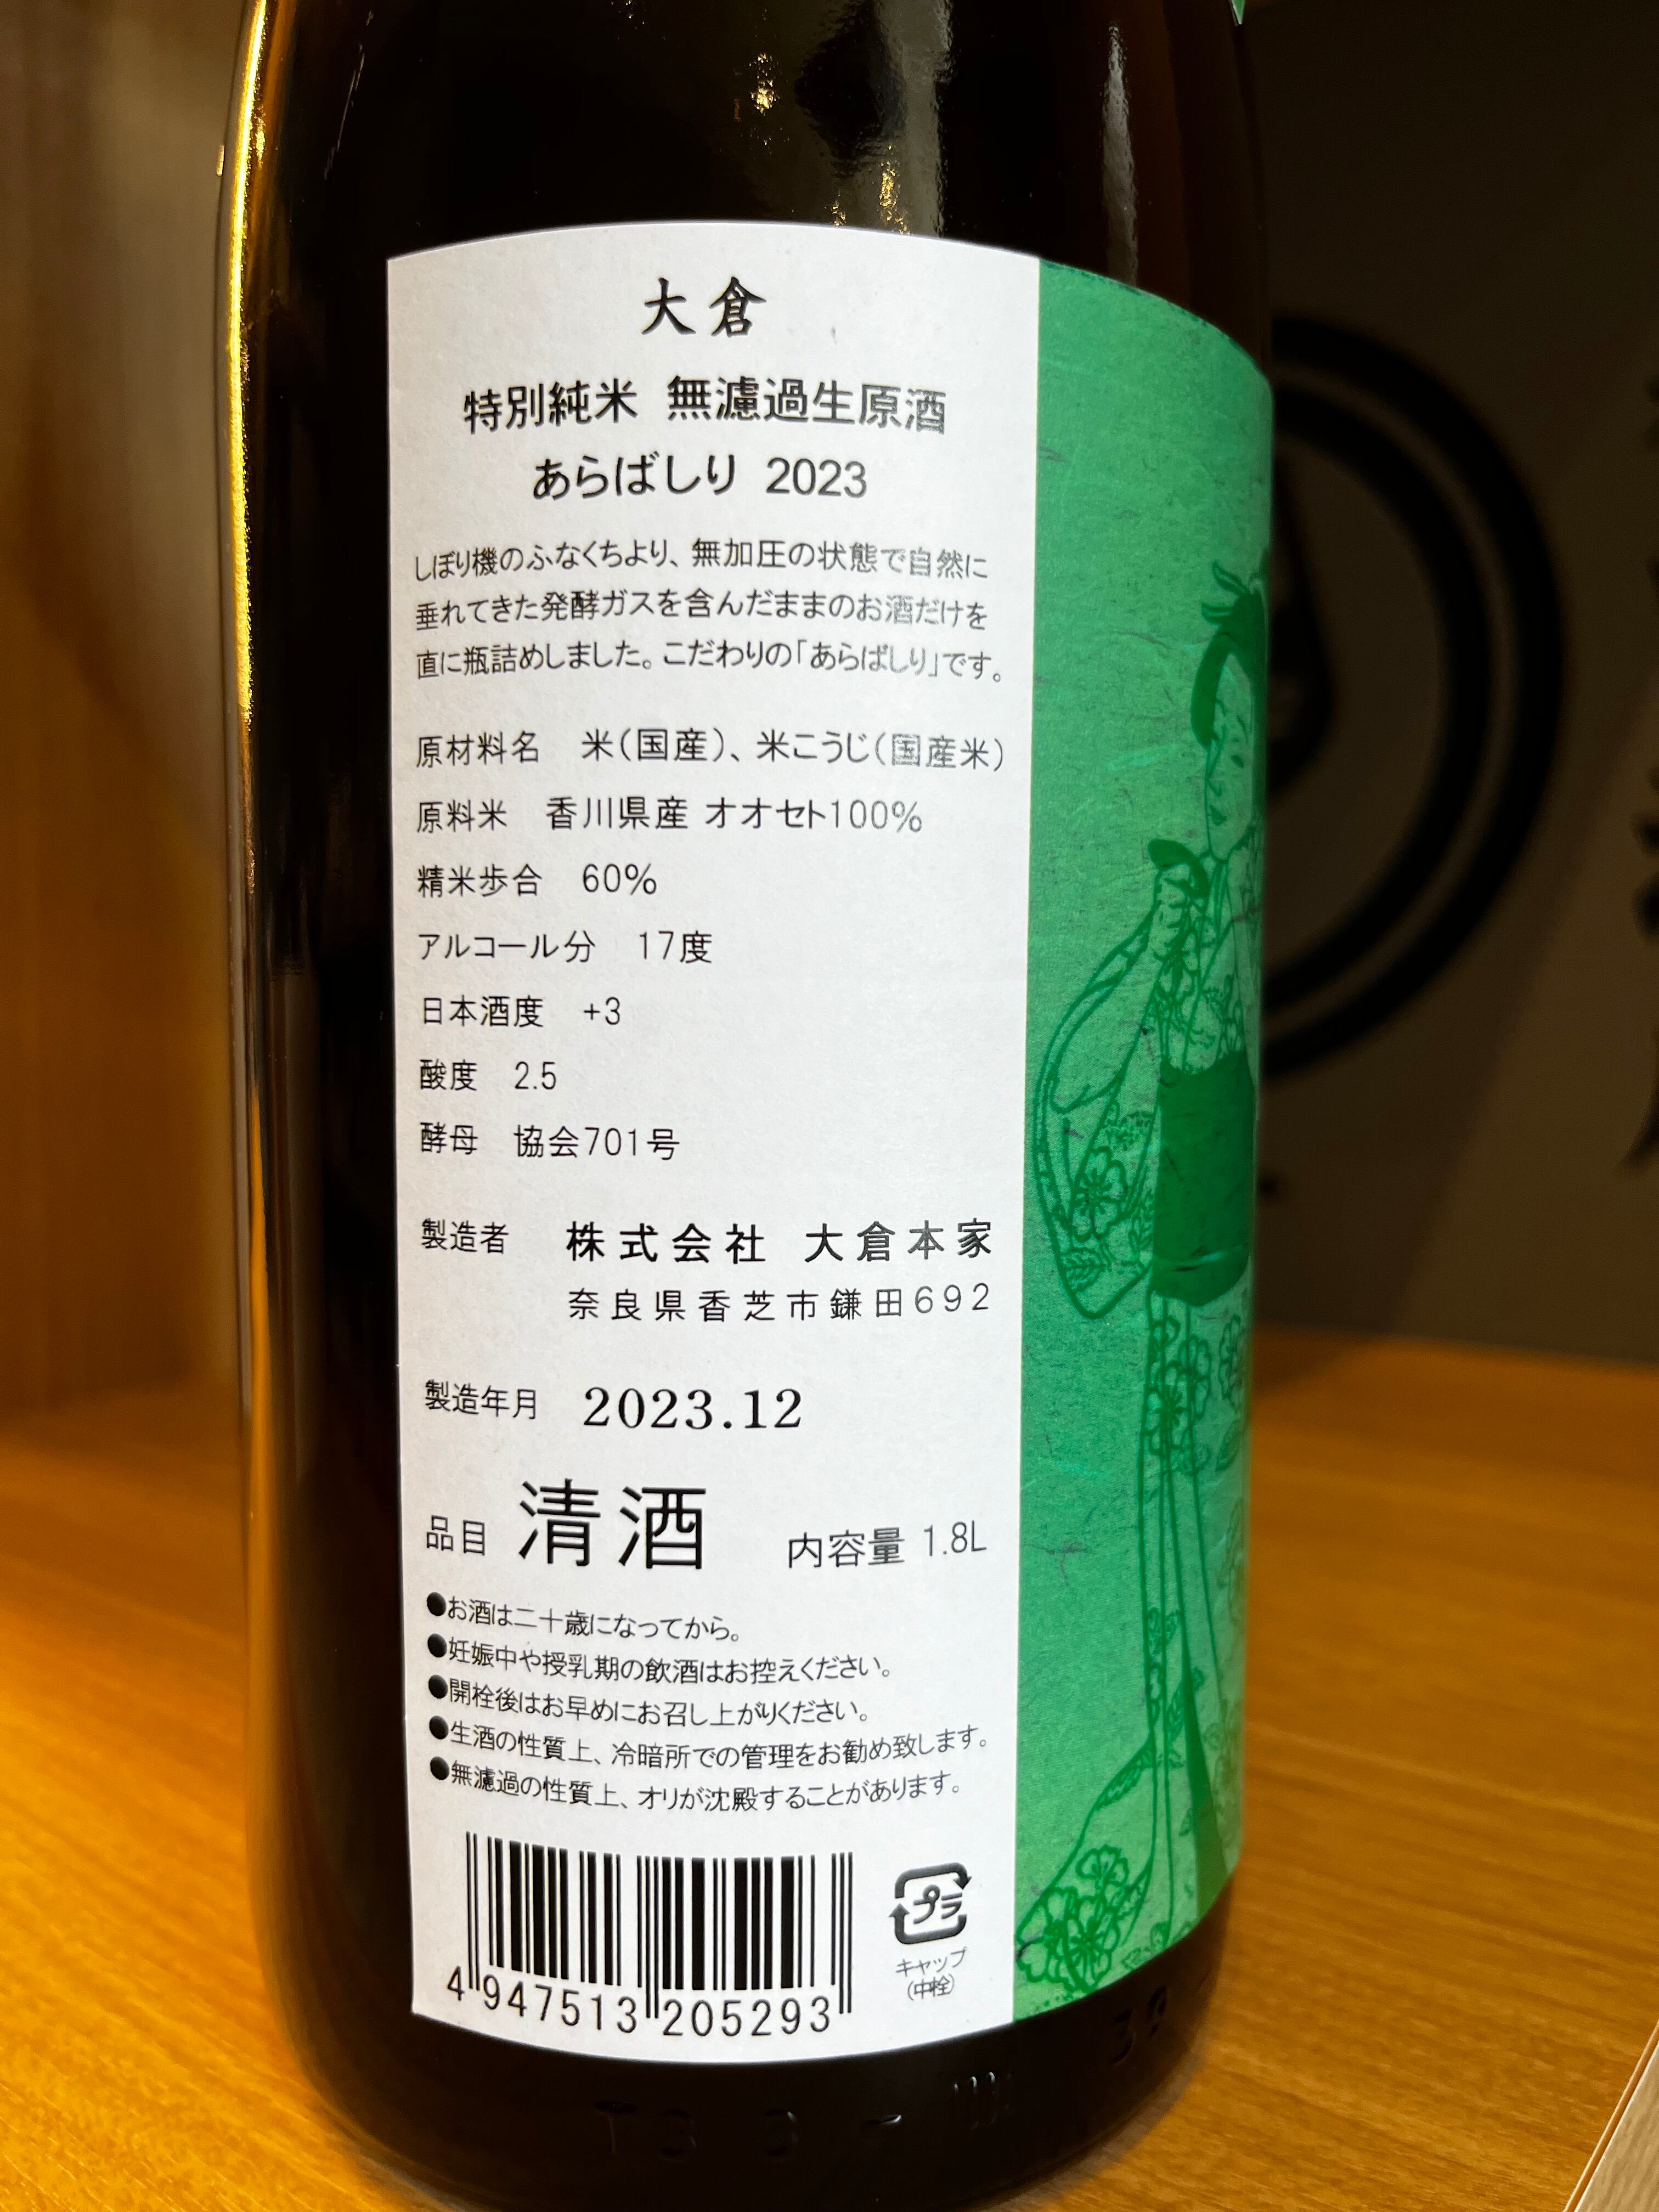 大倉
特別純米 無濾過生原酒
あらばしり 2023
しぼり機のふなくちより、無加圧の状態で自然に
垂れてきた発酵ガスを含んだままのお酒だけを
直に瓶詰めしました。こだわりの「あらばしり」です。
原材料名 米(国産)、米こうじ(国産米)
原料米 香川県産 オオセト100%
精米歩合 60%
アルコール分 17度
日本酒度 +3
酸度 2.5
酵母 協会701号
製造者 株式会社 大倉本家
奈良県香芝市鎌田692
製造年月 2023.12
品目 清酒 内容量 1.8L
●お酒は二十歳になってから。
●妊娠中や授乳期の飲酒はお控えください。
●開栓後はお早めにお召し上がりください。
●生酒の性質上、冷暗所での管理をお勧め致します。
●無濾過の性質上、オリが沈殿することがあります。
プラ
キャップ
(中栓)
4 947513 205293